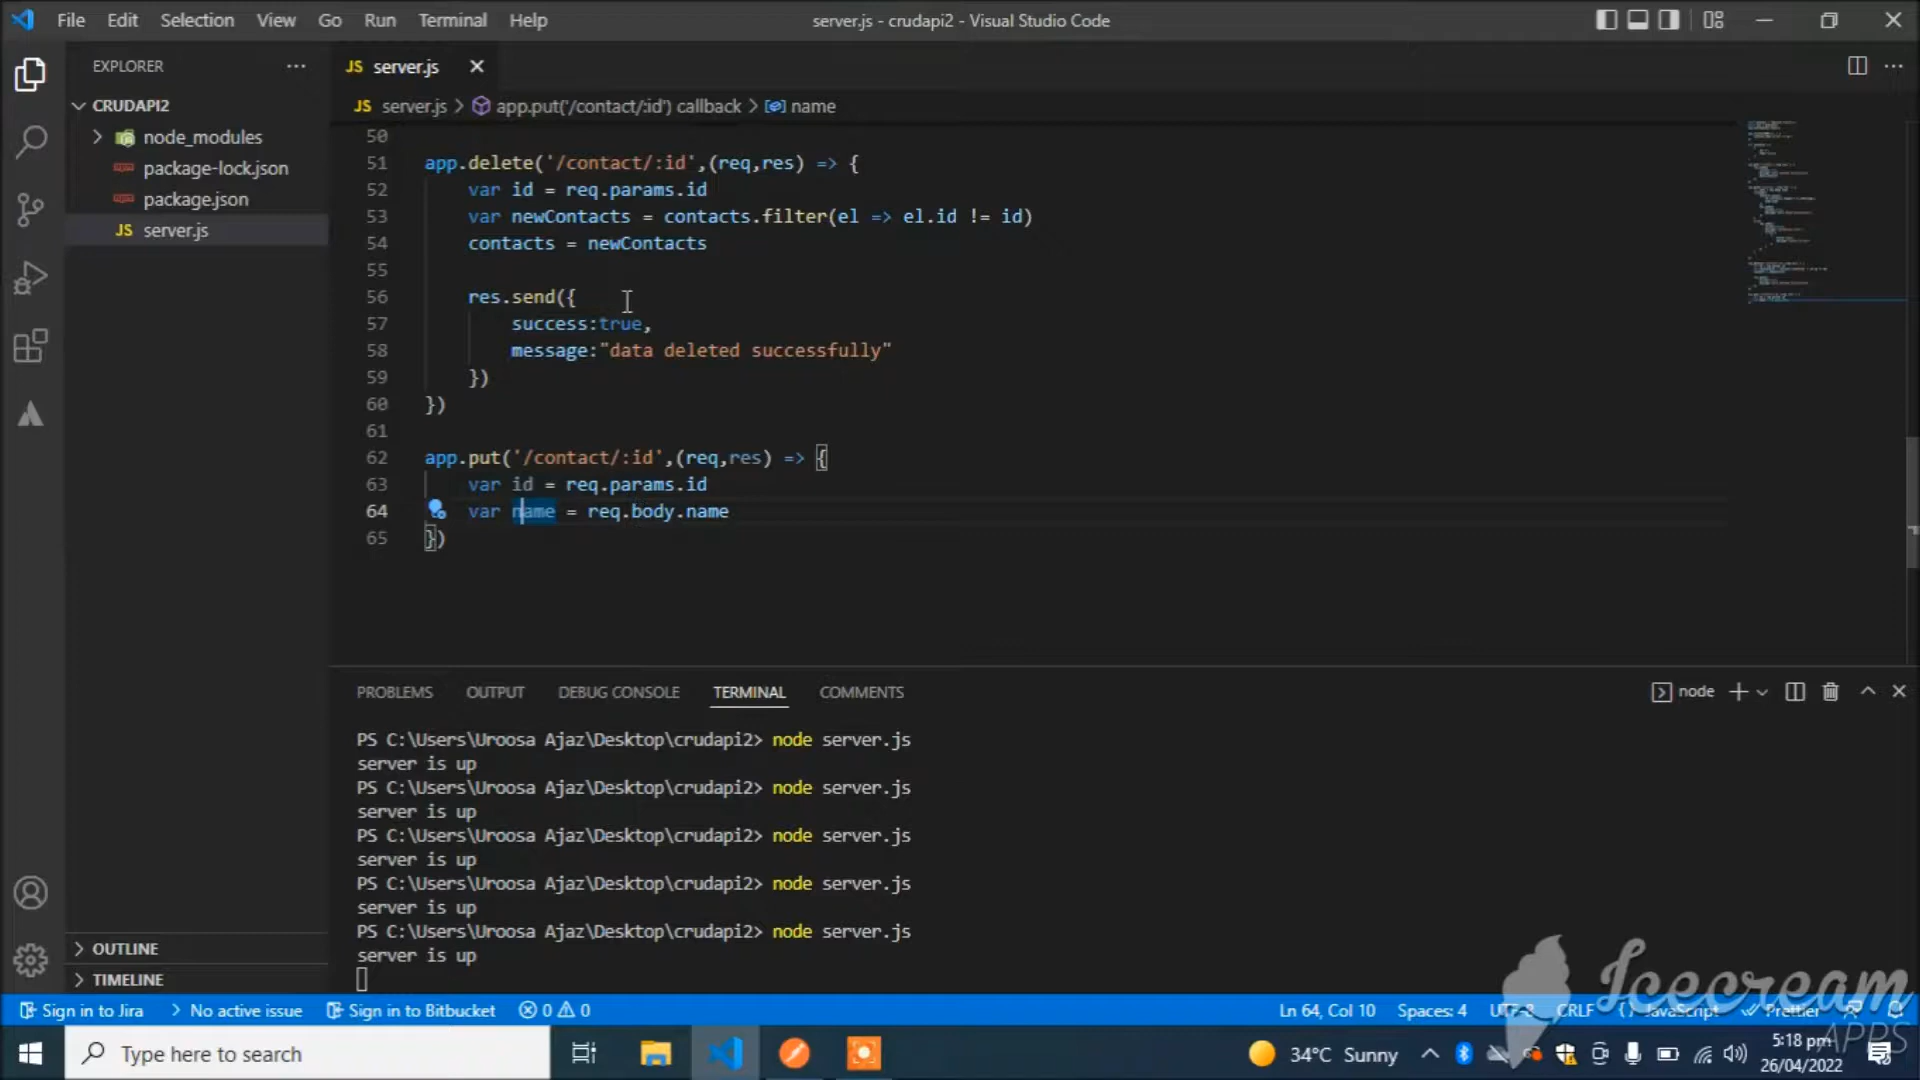 File Edit Selection View Go Run Terminal Help
server.js - crudapi2 - Visual Studio Code
EXPLORER
JS server.js
CRUDAPI2
JS server.js > app.put('/contact/:id') callback > name
node_modules
package-lock.json
package.json
JS server.js
50
51 app.delete('/contact/:id',(req,res) => {
52 var id = req.params.id
53 var newContacts = contacts.filter(el => el.id != id)
54 contacts = newContacts
55
56 res.send({
57 success:true,
58 message:"data deleted successfully"
59 })
60 })
61
62 app.put('/contact/:id',(req,res) => {
63 var id = req.params.id
64 var name = req.body.name
65 })
PROBLEMS OUTPUT DEBUG CONSOLE TERMINAL COMMENTS
node
PS C:\Users\Uroosa Ajaz\Desktop\crudapi2> node server.js
server is up
PS C:\Users\Uroosa Ajaz\Desktop\crudapi2> node server.js
server is up
PS C:\Users\Uroosa Ajaz\Desktop\crudapi2> node server.js
server is up
PS C:\Users\Uroosa Ajaz\Desktop\crudapi2> node server.js
server is up
PS C:\Users\Uroosa Ajaz\Desktop\crudapi2> node server.js
server is up
OUTLINE
TIMELINE
Icecream
APPS
Sign in to Jira No active issue Sign in to Bitbucket 0 0
Ln 64, Col 10 Spaces: 4 UTF-8 CRLF {} JavaScript Prettier
Type here to search
34°C Sunny
5:18 pm
26/04/2022